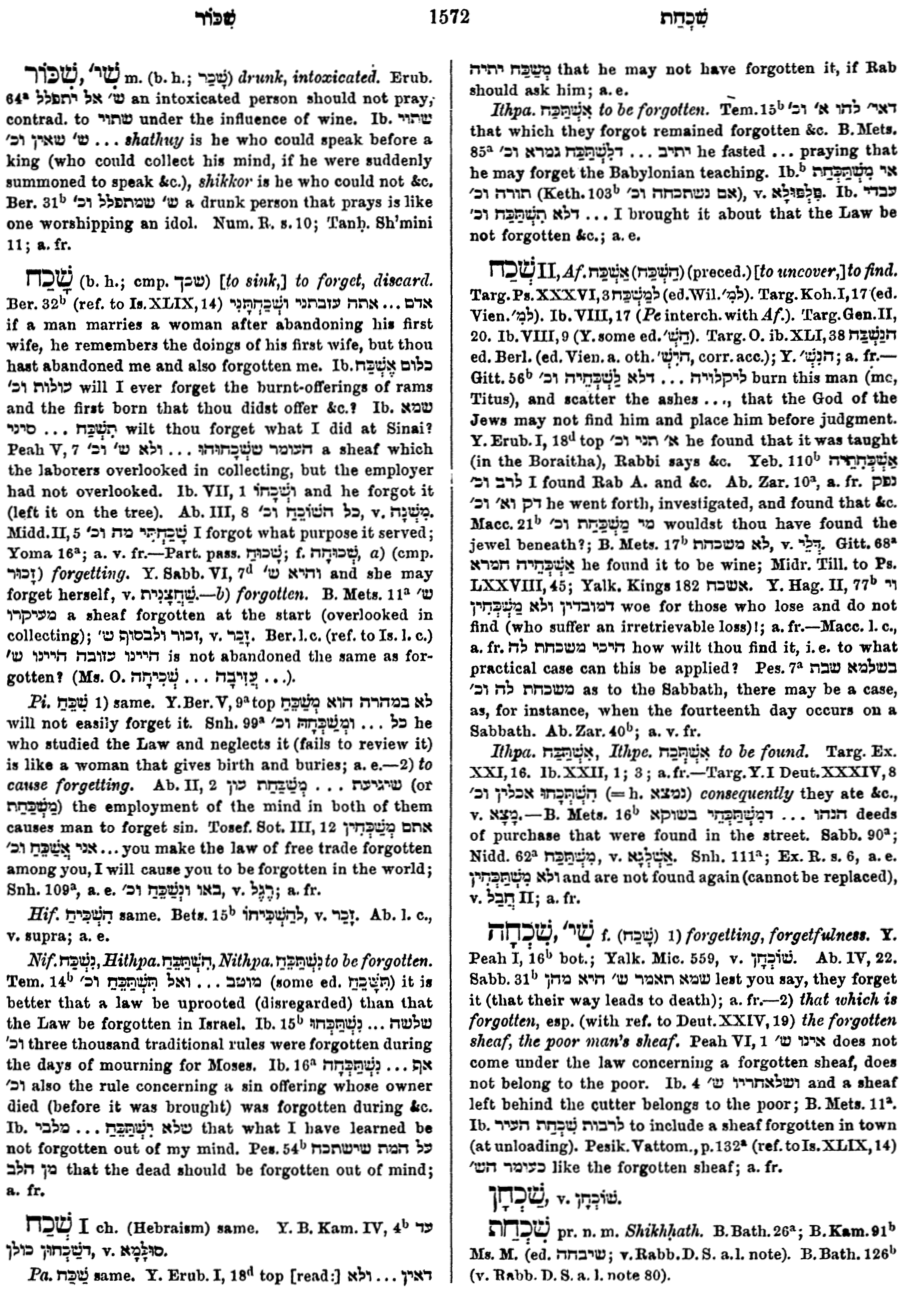 שִׁכּוֹר 1572 שִׁכְחַת
שִׁכּוֹר, שִׁי׳ m. (b. h.; שָׁכַר) drunk, intoxicated. Erub.
64ᵃ ש׳ אל יתפלל an intoxicated person should not pray,
contrad. to שתוי under the influence of wine. Ib. שתוי
ש׳ שאין וכ׳ ... shathuy is he who could speak before a
king (who could collect his mind, if he were suddenly
summoned to speak &c.), shikkor is he who could not &c.
Ber. 31ᵇ ש׳ שמתפלל וכ׳ a drunk person that prays is like
one worshipping an idol. Num. R. s. 10; Tanḥ. Sh'mini
11; a. fr.
שָׁכַח (b. h.; cmp. שכך) [to sink,] to forget, discard.
Ber. 32ᵇ (ref. to Is. XLIX, 14) אדם ... אתה עזבתני וּשְׁכַחְתָּנִי
if a man marries a woman after abandoning his first
wife, he remembers the doings of his first wife, but thou
hast abandoned me and also forgotten me. Ib. כלום אֶשְׁכַּח
עולות וכ׳ will I ever forget the burnt-offerings of rams
and the first born that thou didst offer &c.? Ib. שמא
תִּשְׁכַּח ... סיני wilt thou forget what I did at Sinai?
Peah V, 7 העומר שֶׁשְּׁכָחוּהוּ ... ולא ש׳ וכ׳ a sheaf which
the laborers overlooked in collecting, but the employer
had not overlooked. Ib. VII, 1 וּשְׁכָחוֹ and he forgot it
(left it on the tree). Ab. III, 8 כל השוֹכֵחַ וכ׳, v. מִשְׁנָה.
Midd. II, 5 שָׁכַחְתִּי מה וכ׳ I forgot what purpose it served;
Yoma 16ᵃ; a. v. fr.—Part. pass. שָׁכוּחַ; f. שְׁכוּחָה, a) (cmp.
זָכוּר) forgetting. Y. Sabb. VI, 7ᵈ והיא ש׳ and she may
forget herself, v. שַׁחֲצָנִית.—b) forgotten. B. Mets. 11ᵃ ש׳
מעיקרו a sheaf forgotten at the start (overlooked in
collecting); זכור ולבסוף ש׳, v. זָכַר. Ber. l. c. (ref. to Is. l. c.)
היינו עזובה היינו ש׳ is not abandoned the same as for-
gotten? (Ms. O. עֲזִיבָה ... שְׁכִיחָה ...).
Pi. שִׁכֵּחַ 1) same. Y. Ber. V, 9ᵃ top לא במהרה הוא מְשַׁכֵּחַ
will not easily forget it. Snh. 99ᵃ כל ... וּמְשַׁכְּחָהּ וכ׳ he
who studied the Law and neglects it (fails to review it)
is like a woman that gives birth and buries; a. e.—2) to
cause forgetting. Ab. II, 2 שיגיעת ... מְשַׁכַּחַת עון (or
מְשַׁכַּחַת) the employment of the mind in both of them
causes man to forget sin. Tosef. Sot. III, 12 אתם מְשַׁכְּחִין
אני אֲשַׁכֵּחַ וכ׳ ... you make the law of free trade forgotten
among you, I will cause you to be forgotten in the world;
Snh. 109ᵃ, a. e. באו וּנְשַׁכֵּחַ וכ׳, v. רֶגֶל; a. fr.
Hif. הִשְׁכִּיחַ same. Bets. 15ᵇ לְהַשְׁכִּיחוֹ, v. זָכַר. Ab. l. c.,
v. supra; a. e.
Nif. נִשְׁכַּח, Hithpa. הִשְׁתַּכֵּחַ, Nithpa. נִשְׁתַּכֵּחַ to be forgotten.
Tem. 14ᵇ מוטב ... ואל תִּשְׁתַּכֵּחַ וכ׳ (some ed. תִּשָּׁכַח) it is
better that a law be uprooted (disregarded) than that
the Law be forgotten in Israel. Ib. 15ᵇ שלשה ... נִשְׁתַּכְּחוּ
וכ׳ three thousand traditional rules were forgotten during
the days of mourning for Moses. Ib. 16ᵃ אף ... נִשְׁתַּכְּחָה
וכ׳ also the rule concerning a sin offering whose owner
died (before it was brought) was forgotten during &c.
Ib. שלא יִשְׁתַּכֵּחַ ... מלבי that what I have learned be
not forgotten out of my mind. Pes. 54ᵇ על המת שישתכח
מן הלב that the dead should be forgotten out of mind;
a. fr.
שְׁכַח I ch. (Hebraism) same. Y. B. Kam. IV, 4ᵇ עד
דִּשְׁכְחוּן כולן, v. סוּלָּמָא.
Pa. שַׁכַּח same. Y. Erub. I, 18ᵈ top [read:] דאין ... ולא
מְשַׁכַּח יתיה that he may not have forgotten it, if Rab
should ask him; a. e.
Ithpa. אִשְׁתַּכַּח to be forgotten. Tem. 15ᵇ דאי׳ להו א׳ וכ׳
that which they forgot remained forgotten &c. B. Mets.
85ᵃ יתיב ... דלִשְׁתַּכַּח גמרא וכ׳ he fasted ... praying that
he may forget the Babylonian teaching. Ib.ᵇ אי מִשְׁתַּכַּחַת
תורה וכ׳ (Keth. 103ᵇ אם נשתכחה וכ׳), v. פִּלְפּוּלָא. Ib. עבדי
דלא תִשְׁתַּכַּח וכ׳ ... I brought it about that the Law be
not forgotten &c.; a. e.
שְׁכַח II, Af. אַשְׁכַּח (הַשְׁכַּח) (preced.) [to uncover,] to find.
Targ. Ps. XXXVI, 3 לְמַשְׁכַּח (ed. Wil. לְמִ׳). Targ. Koh. I, 17 (ed.
Vien. לְמִ׳). Ib. VIII, 17 (Pe interch. with Af.). Targ. Gen. II,
20. Ib. VIII, 9 (Y. some ed. הַשְׁ׳). Targ. O. ib. XLI, 38 הֲנַשְׁכַּח
ed. Berl. (ed. Vien. a. oth. הֲיִשְׁ׳, corr. acc.); Y. הֲנִשְׁ׳; a. fr.—
Gitt. 56ᵇ ליקלויה ... דלא לַשְׁכְּחֵיה וכ׳ burn this man (me,
Titus), and scatter the ashes ..., that the God of the
Jews may not find him and place him before judgment.
Y. Erub. I, 18ᵈ top א׳ תני וכ׳ he found that it was taught
(in the Boraitha), Rabbi says &c. Yeb. 110ᵇ אַשְׁכַּחְתֵּיה
לרב וכ׳ I found Rab A. and &c. Ab. Zar. 10ᵃ, a. fr. נפק
דק וא׳ וכ׳ he went forth, investigated, and found that &c.
Macc. 21ᵇ מי מַשְׁכַּחַת וכ׳ wouldst thou have found the
jewel beneath?; B. Mets. 17ᵇ לא משכחת, v. דְּלֵי. Gitt. 68ᵃ
אַשְׁכְּחֵיה חמרא he found it to be wine; Midr. Till. to Ps.
LXXVIII, 45; Yalk. Kings 182 אשכח. Y. Hag. II, 77ᵇ וי
דמובדין ולא מַשְׁכְּחִין woe for those who lose and do not
find (who suffer an irretrievable loss)!; a. fr.—Macc. l. c.,
a. fr. היכי משכחת לה how wilt thou find it, i. e. to what
practical case can this be applied? Pes. 7ᵃ בשלמא שבת
משכחת לה וכ׳ as to the Sabbath, there may be a case,
as, for instance, when the fourteenth day occurs on a
Sabbath. Ab. Zar. 40ᵇ; a. v. fr.
Ithpa. אִשְׁתַּכַּח, Ithpe. אִשְׁתְּכַח to be found. Targ. Ex.
XXI, 16. Ib. XXII, 1; 3; a. fr.—Targ. Y. I Deut. XXXIV, 8
הִשְׁתְּכָחוּ אכלין וכ׳ (= h. נמצא) consequently they ate &c.,
v. מְצָא.—B. Mets. 16ᵇ הנהו ... דמִשְׁתַּכְּחֵי בשוקא deeds
of purchase that were found in the street. Sabb. 90ᵃ;
Nidd. 62ᵃ מִשְׁתַּכַּח, v. אַשְׁלְגָא. Snh. 111ᵃ; Ex. R. s. 6, a. e.
ולא מִשְׁתַּכְּחִין and are not found again (cannot be replaced),
v. חֲבַל II; a. fr.
שִׁכְחָה, שִׁי׳ f. (שָׁכַח) 1) forgetting, forgetfulness. Y.
Peah I, 16ᵇ bot.; Yalk. Mic. 559, v. שׁוֹכְחָן. Ab. IV, 22.
Sabb. 31ᵇ שמא תאמר ש׳ היא מהן lest you say, they forget
it (that their way leads to death); a. fr.—2) that which is
forgotten, esp. (with ref. to Deut. XXIV, 19) the forgotten
sheaf, the poor man's sheaf. Peah VI, 1 אינו ש׳ does not
come under the law concerning a forgotten sheaf, does
not belong to the poor. Ib. 4 ושלאחריו ש׳ and a sheaf
left behind the cutter belongs to the poor; B. Mets. 11ᵃ.
Ib. לרבות שִׁכְחַת העיר to include a sheaf forgotten in town
(at unloading). Pesik. Vattom., p. 132ᵃ (ref. to Is. XLIX, 14)
כעומר הש׳ like the forgotten sheaf; a. fr.
שַׁכְחָן, v. שׁוֹכְחָן.
שִׁכְחַת pr. n. m. Shikhḥath. B. Bath. 26ᵃ; B. Kam. 91ᵇ
Ms. M. (ed. שיבחה; v. Rabb. D. S. a. l. note). B. Bath. 126ᵇ
(v. Rabb. D. S. a. l. note 80).